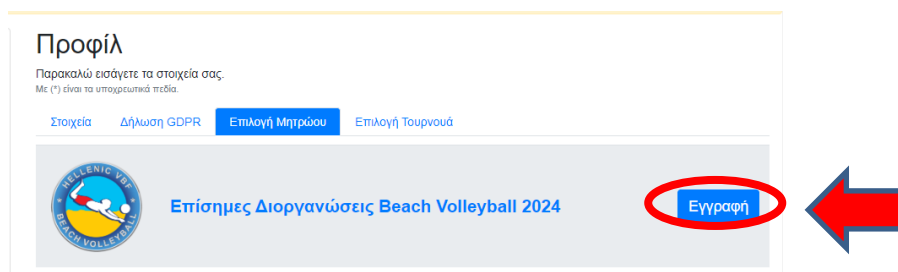 Προφίλ
Παρακαλώ εισάγετε τα στοιχεία σας.
Με (*) είναι τα υποχρεωτικά πεδία.
Στοιχεία Δήλωση GDPR Επιλογή Μητρώου Επιλογή Τουρνουά
HELLENIC VBF
BEACH VOLLEYBALL
Επίσημες Διοργανώσεις Beach Volleyball 2024
Εγγραφή